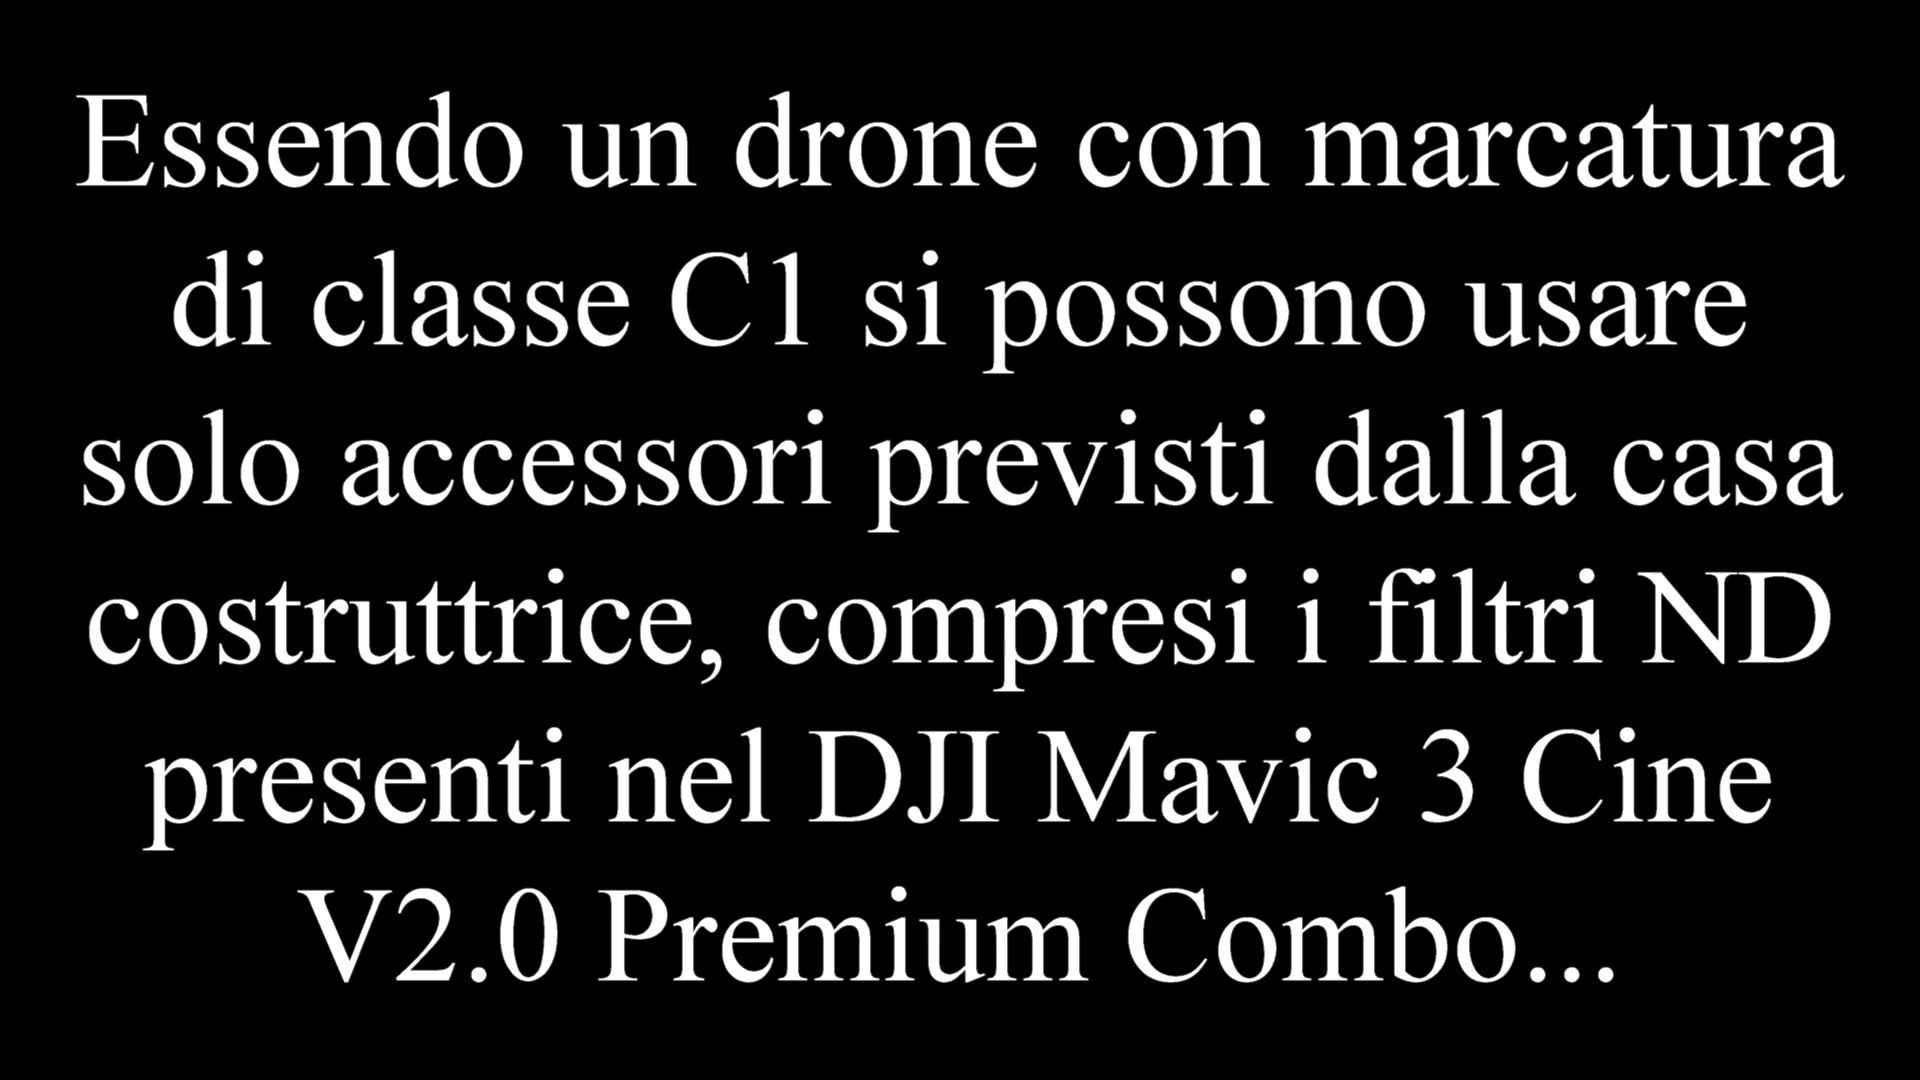 Essendo un drone con marcatura
di classe C1 si possono usare
solo accessori previsti dalla casa
costruttrice, compresi i filtri ND
presenti nel DJI Mavic 3 Cine
V2.0 Premium Combo...